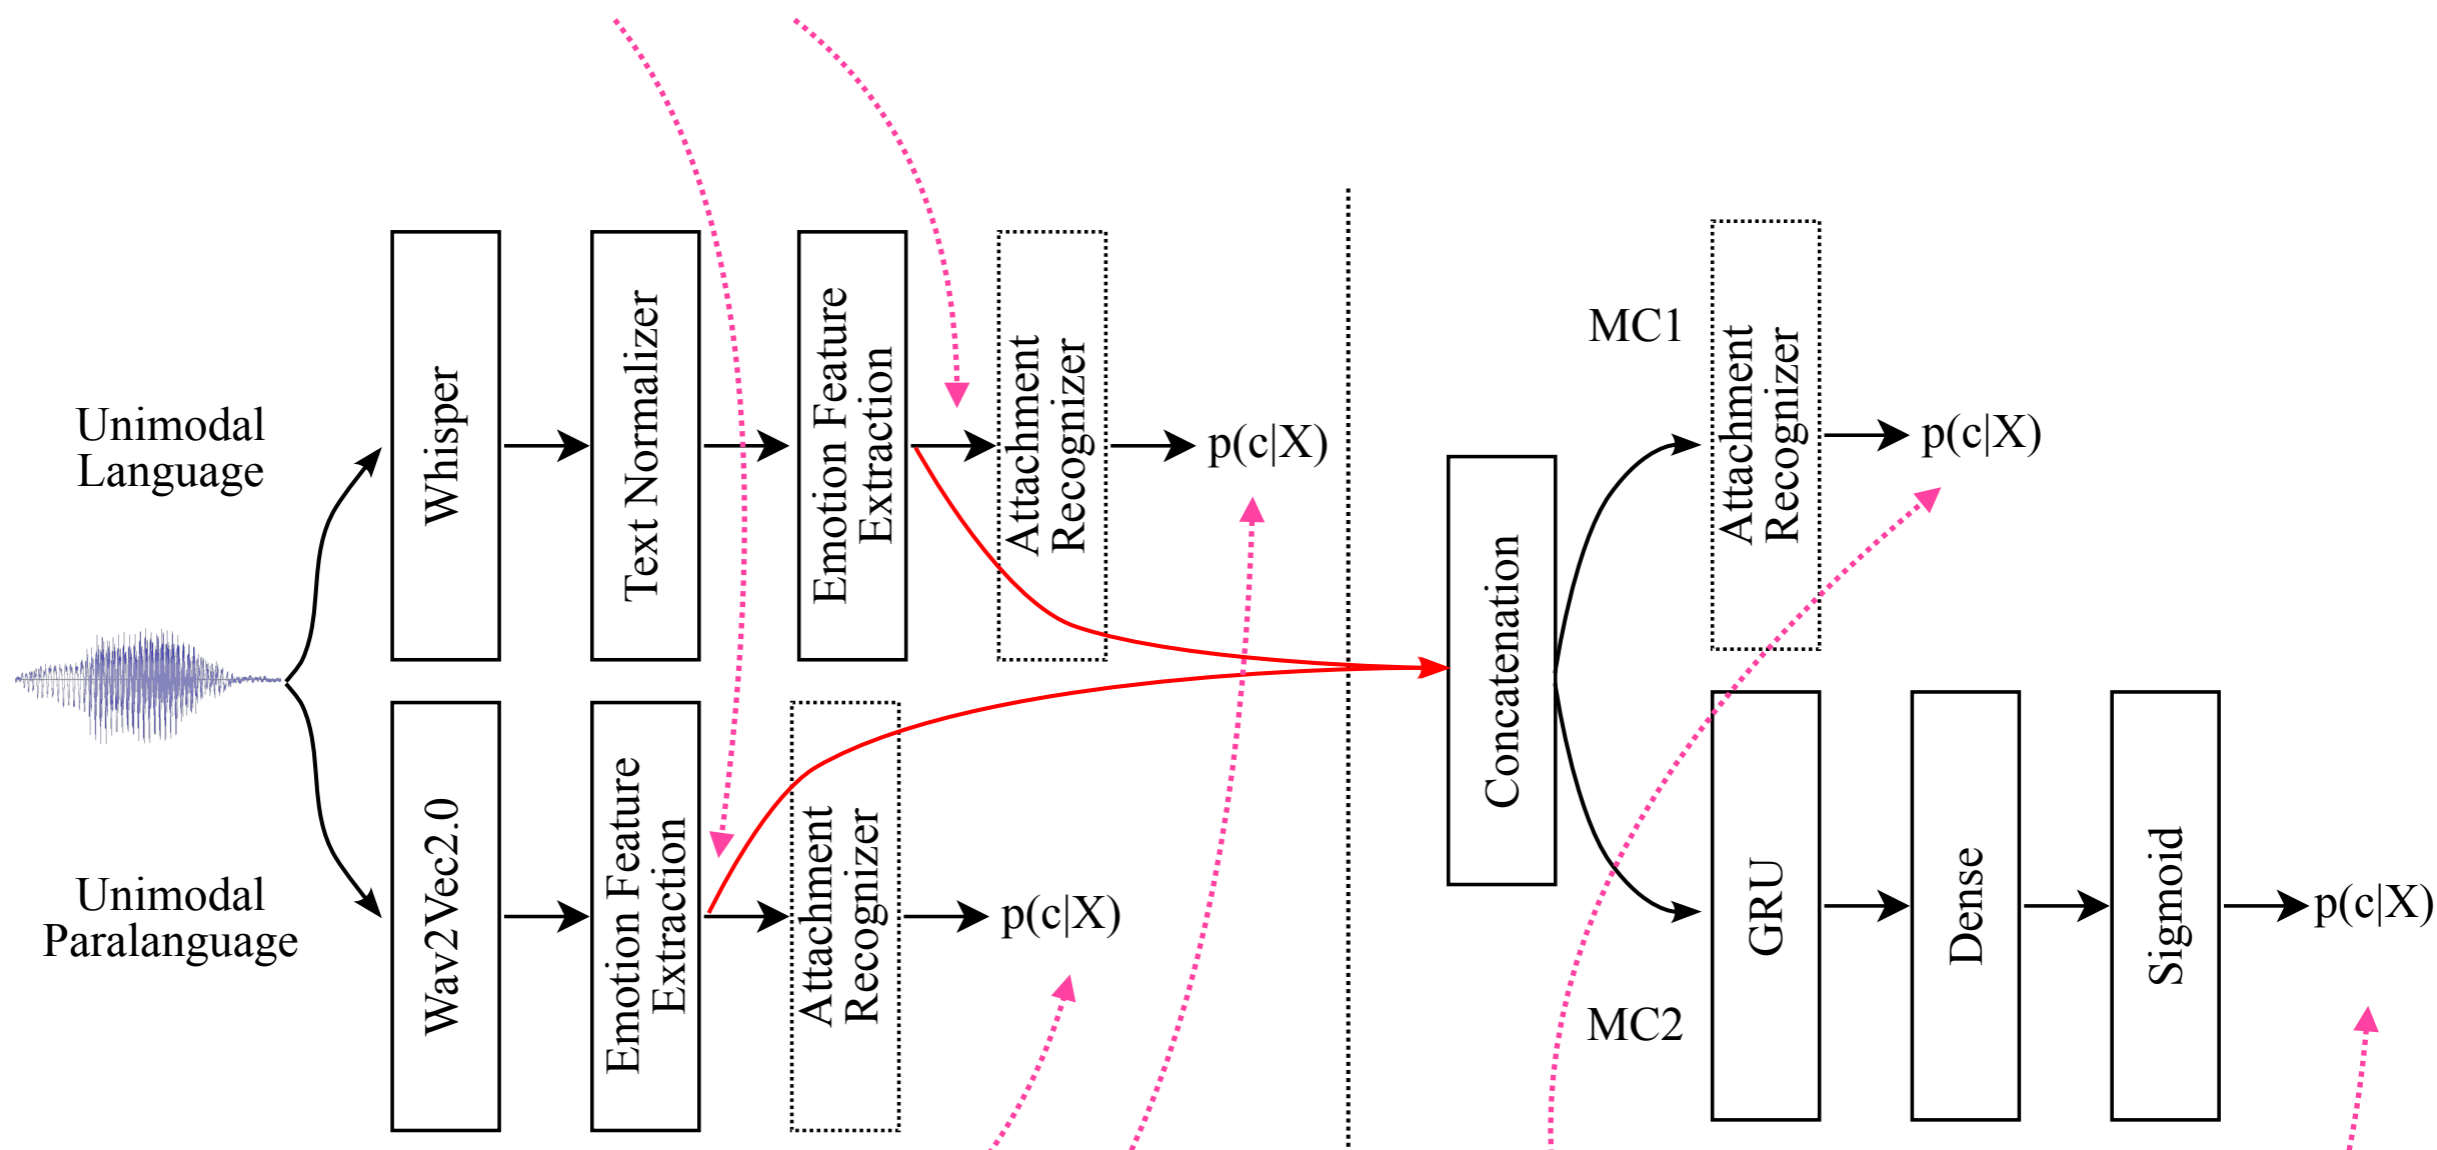 Unimodal
Language
Whisper
Text Normalizer
Emotion Feature
Extraction
Attachment
Recognizer
p(c|X)
Unimodal
Paralanguage
Wav2Vec2.0
Emotion Feature
Extraction
Attachment
Recognizer
p(c|X)
Concatenation
MC1
Attachment
Recognizer
p(c|X)
MC2
GRU
Dense
Sigmoid
p(c|X)